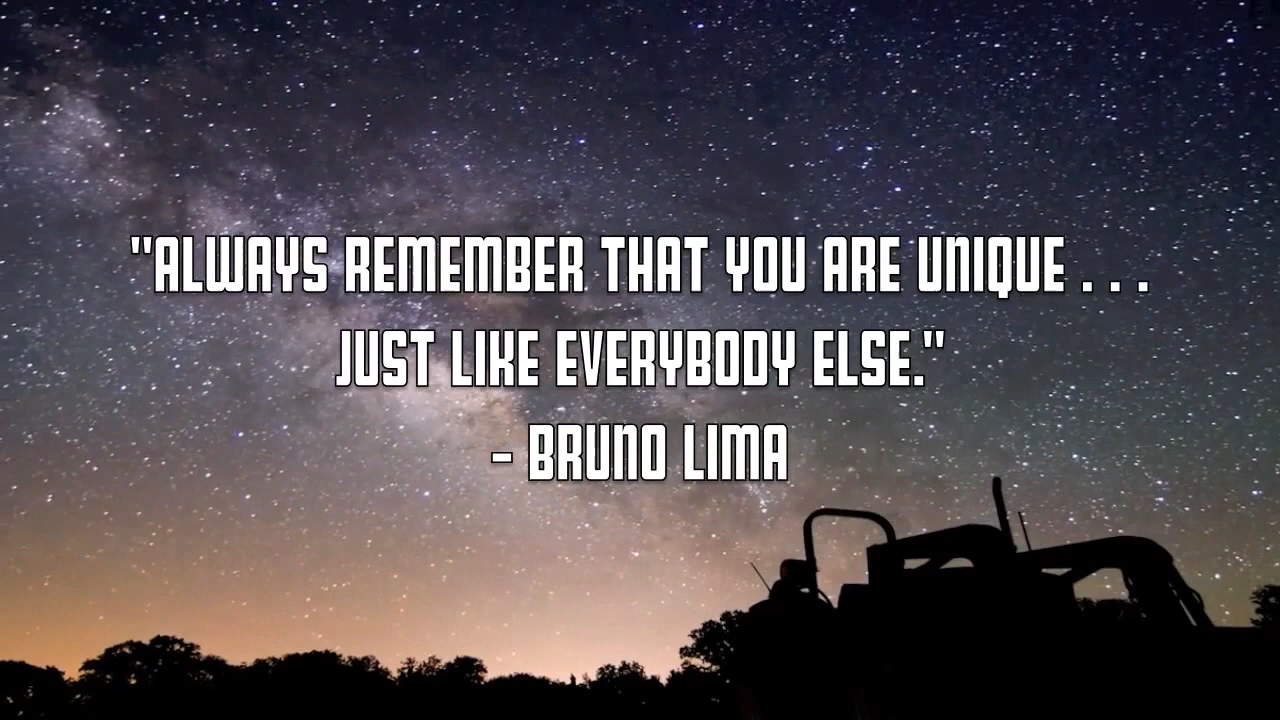 "ALWAYS REMEMBER THAT YOU ARE UNIQUE . . .
JUST LIKE EVERYBODY ELSE."
- BRUNO LIMA